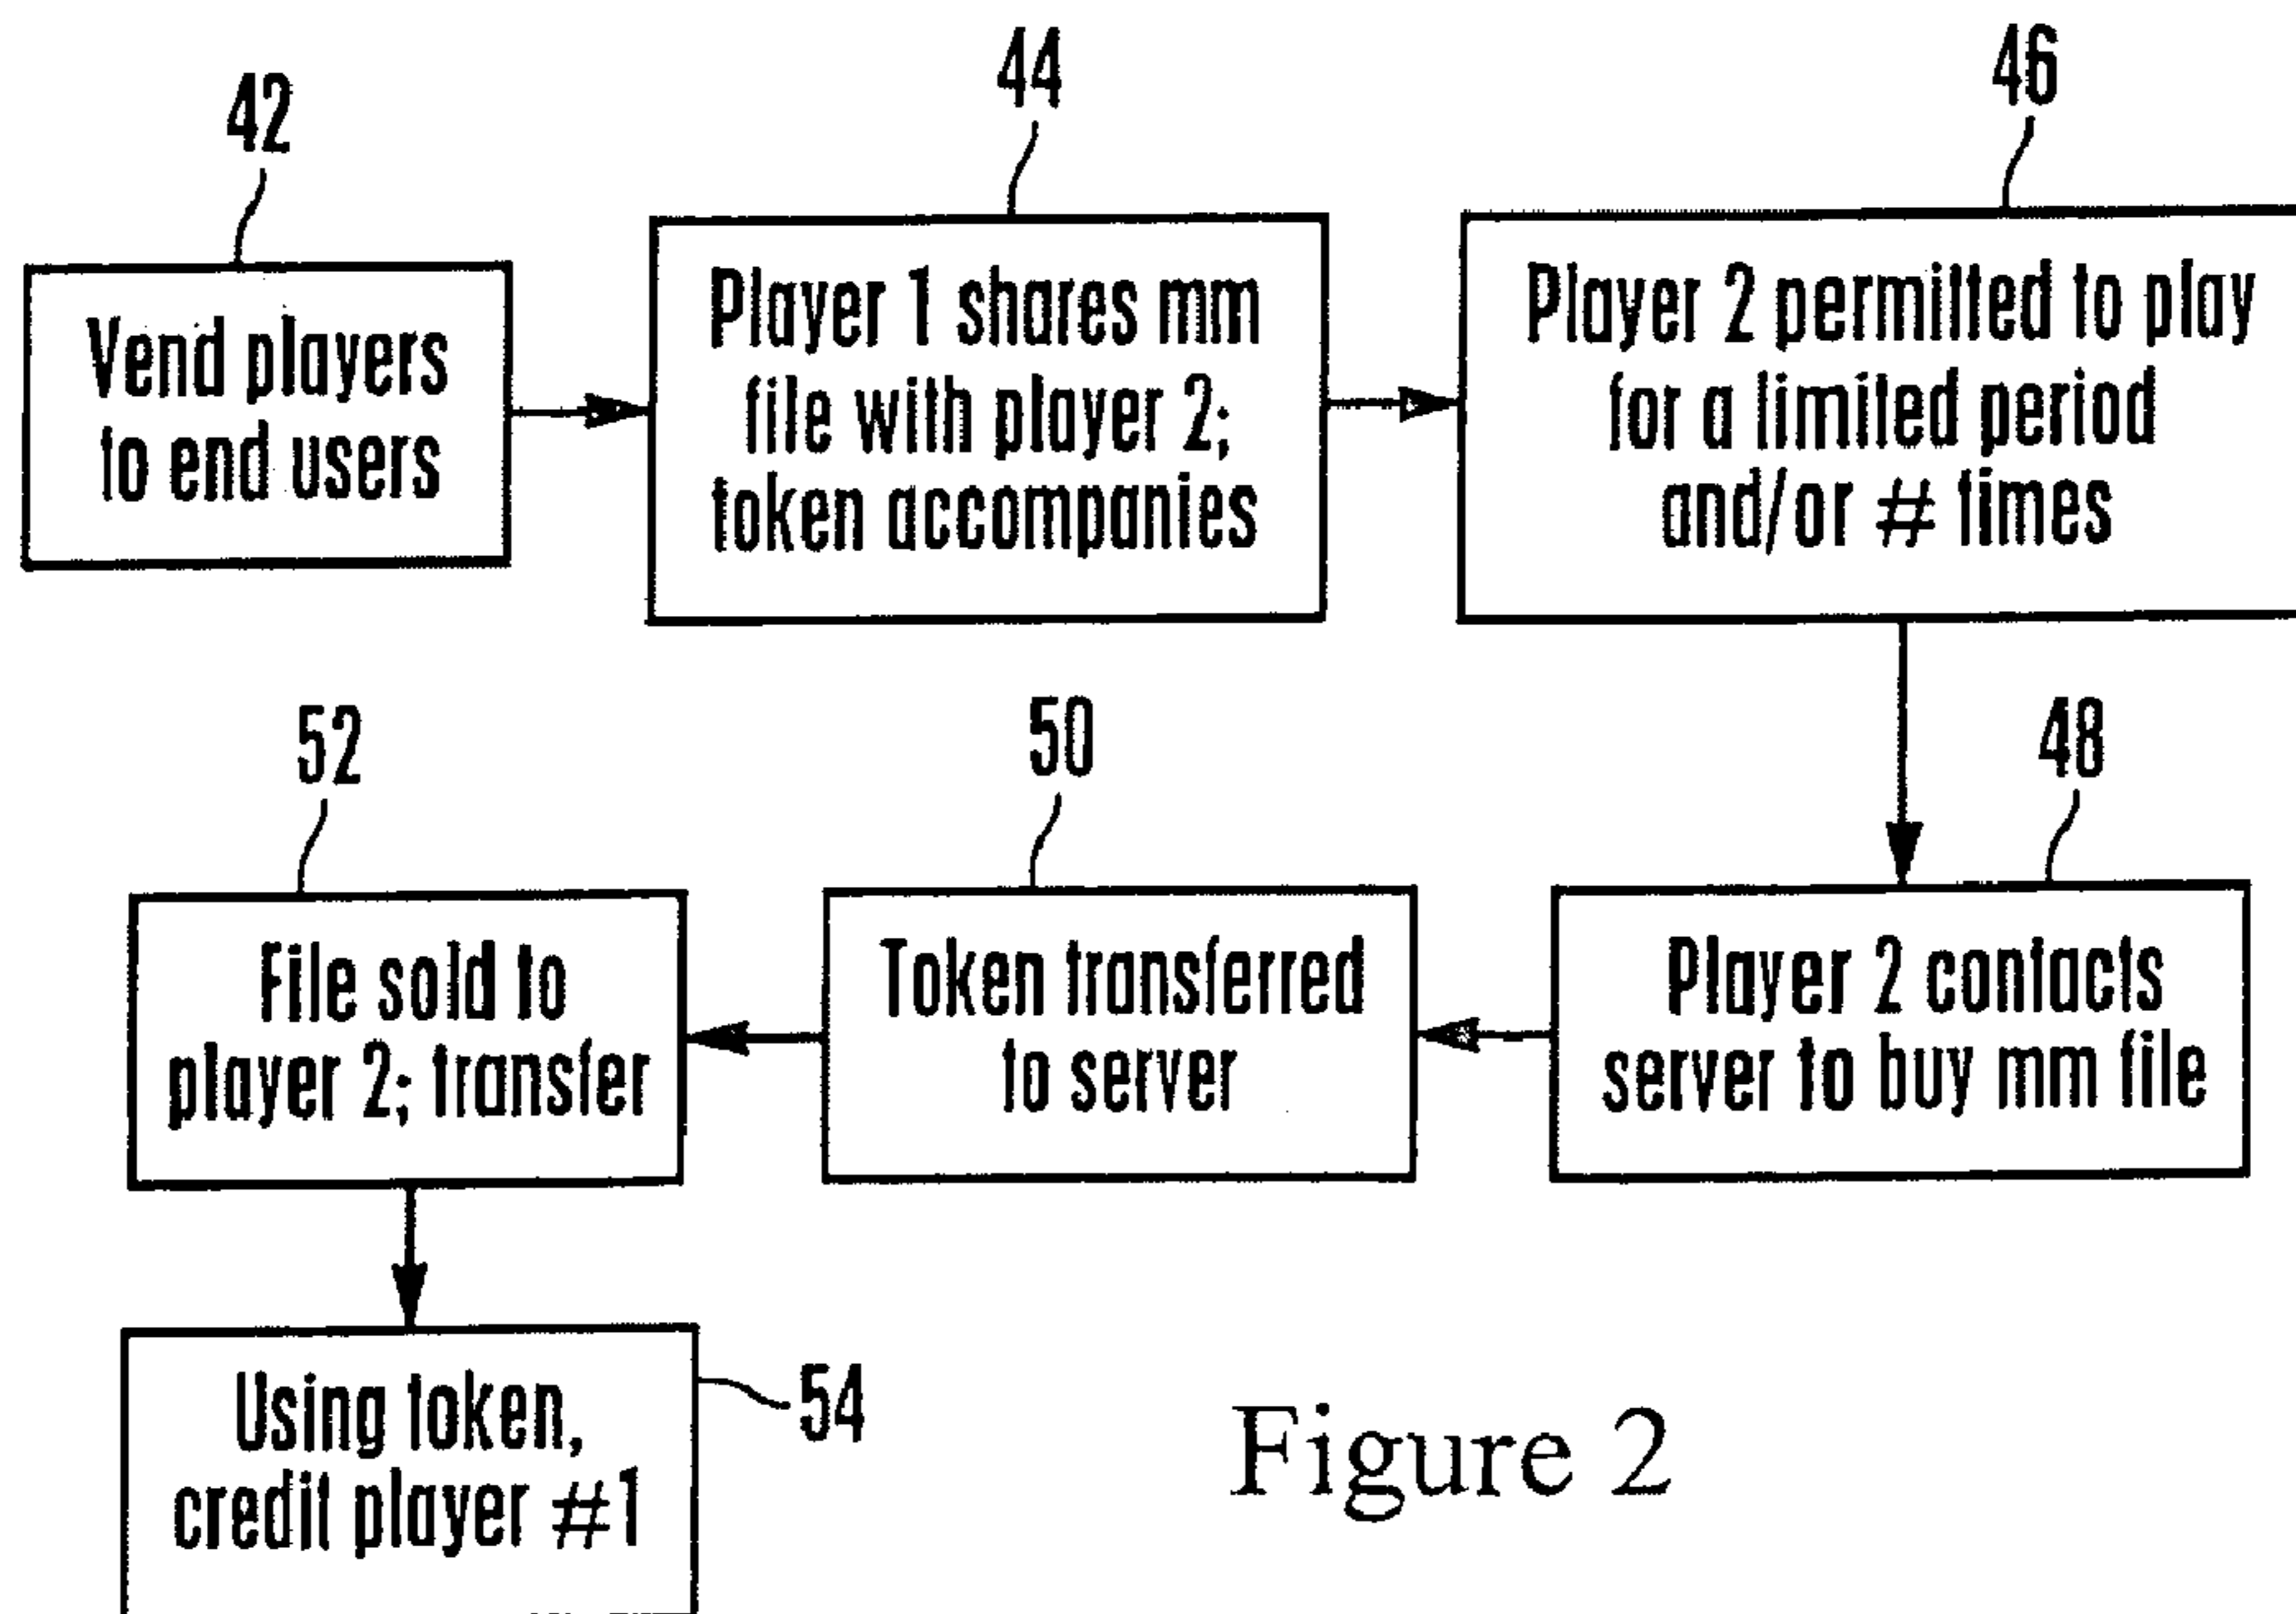 42
Vend players
to end users
44
Player 1 shares mm
file with player 2;
token accompanies
46
Player 2 permitted to play
for a limited period
and/or # times
48
Player 2 contacts
server to buy mm file
50
Token transferred
to server
52
File sold to
player 2; transfer
54
Using token,
credit player #1
Figure 2